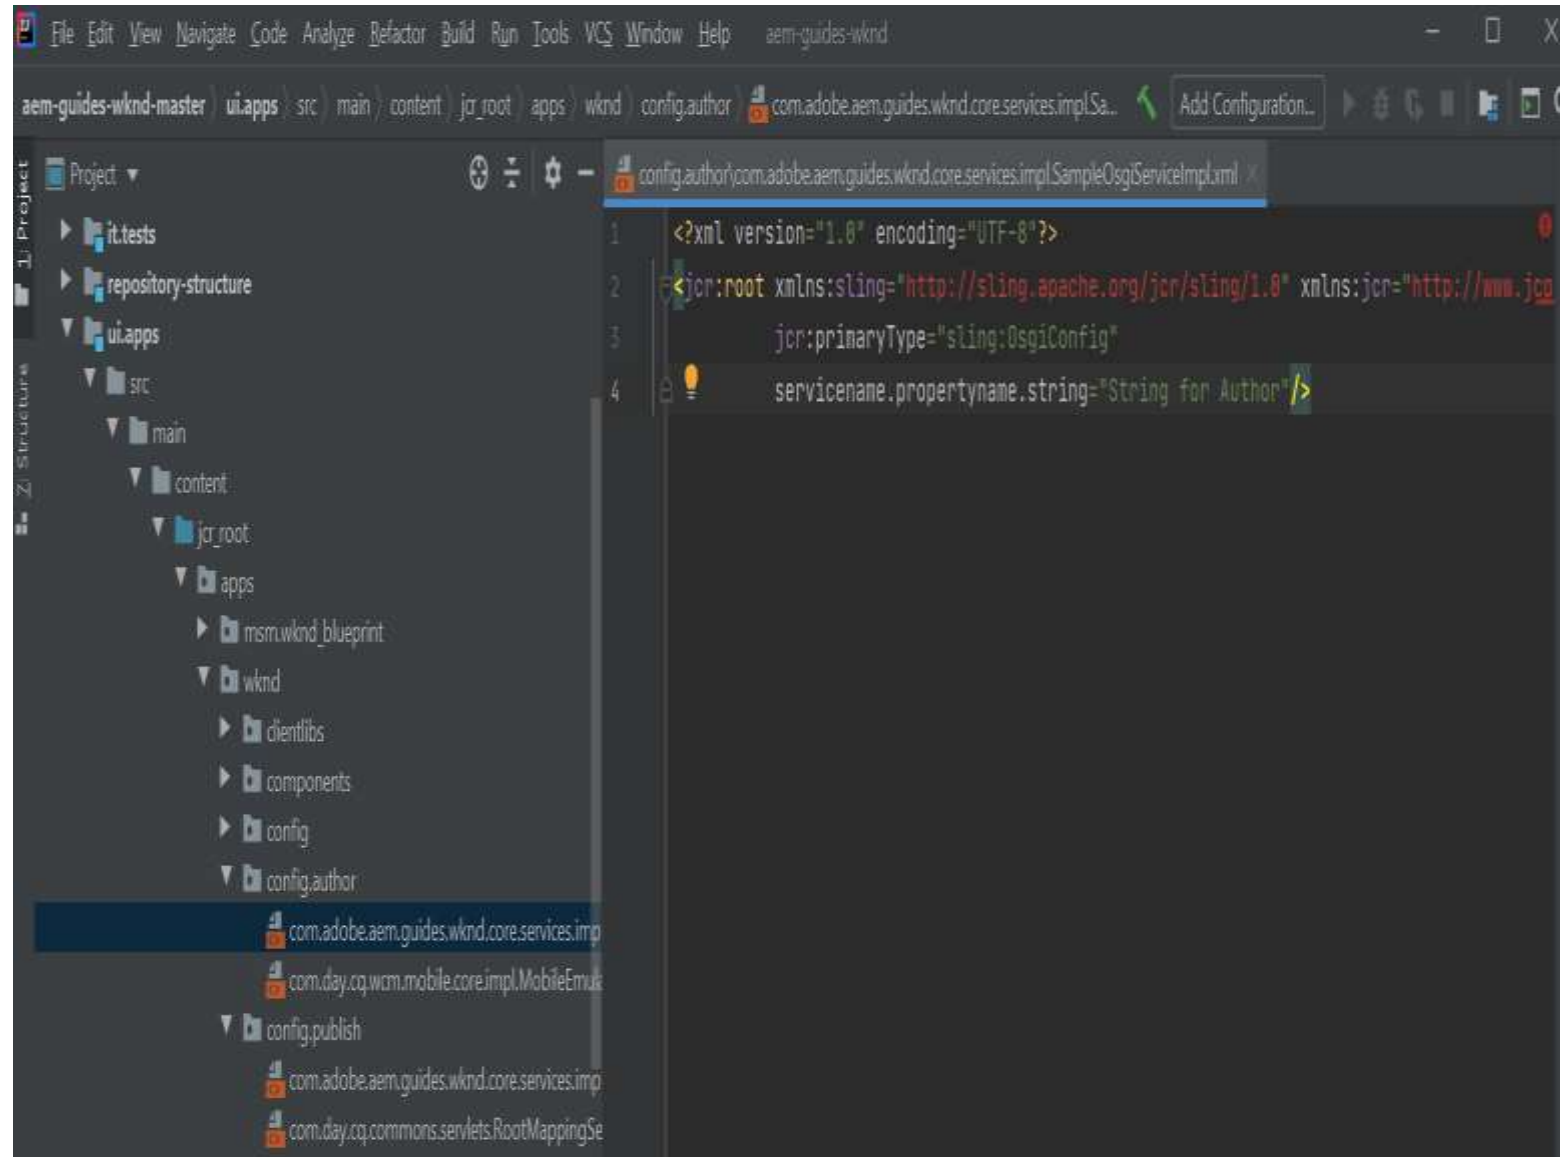 File Edit View Navigate Code Analyze Refactor Build Run Tools VCS Window Help aem-guides-wknd
aem-guides-wknd-master ui.apps src main content jcr_root apps wknd config.author com.adobe.aem.guides.wknd.core.services.impl.Sa... Add Configuration...
1: Project
Z: Structure
Project
it.tests
repository-structure
ui.apps
src
main
content
jcr_root
apps
msm.wknd_blueprint
wknd
clientlibs
components
config
config.author
com.adobe.aem.guides.wknd.core.services.imp
com.day.cq.wcm.mobile.core.impl.MobileEmula
config.publish
com.adobe.aem.guides.wknd.core.services.imp
com.day.cq.commons.servlets.RootMappingSe
config.author\com.adobe.aem.guides.wknd.core.services.impl.SampleOsgiServiceImpl.xml
1 <?xml version="1.0" encoding="UTF-8"?>
2 <jcr:root xmlns:sling="http://sling.apache.org/jcr/sling/1.0" xmlns:jcr="http://www.jcp
3 jcr:primaryType="sling:OsgiConfig"
4 servicename.propertyname.string="String for Author"/>